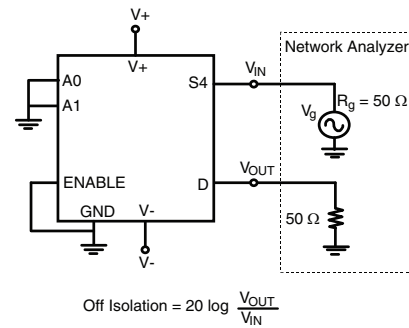 V+
Network Analyzer
V+
A0
S4
VIN
A1
Vg
Rg = 50 Ω
VOUT
ENABLE
D
GND
V-
50 Ω
V-
Off Isolation = 20 log VOUT
VIN